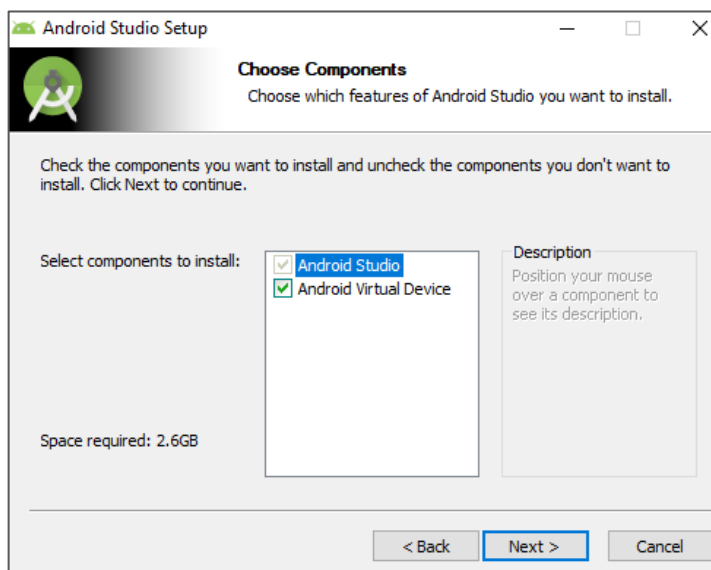 Android Studio Setup
Choose Components
Choose which features of Android Studio you want to install.
Check the components you want to install and uncheck the components you don't want to
install. Click Next to continue.
Select components to install:
Android Studio
Android Virtual Device
Description
Position your mouse
over a component to
see its description.
Space required: 2.6GB
< Back
Next >
Cancel